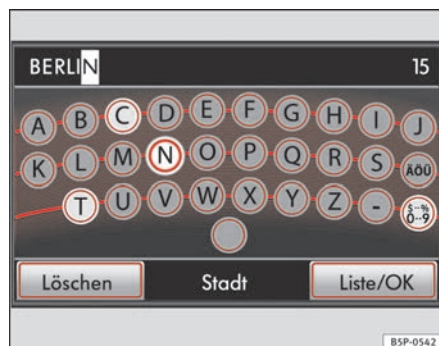 BERLIN 15
A B C D E F G H I J
K L M N O P Q R S ÄÖÜ
T U V W X Y Z - $--%
0--9
Löschen Stadt Liste/OK
B5P-0542